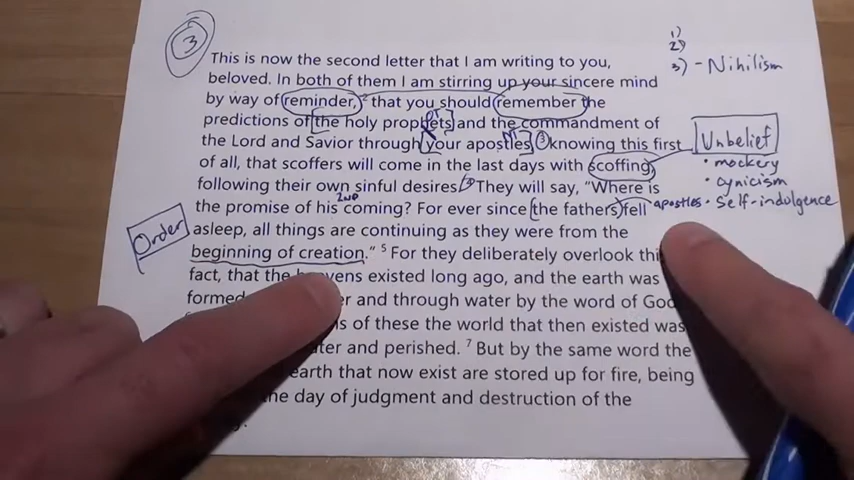 3
1)
2)
3) - Nihilism
This is now the second letter that I am writing to you,
beloved. In both of them I am stirring up your sincere mind
by way of reminder, 2 that you should remember the
predictions of the holy prophets and the commandment of
OT
NT
the Lord and Savior through your apostles, 3 knowing this first
of all, that scoffers will come in the last days with scoffing,
Unbelief
• mockery
• cynicism
• self-indulgence
following their own sinful desires. 4 They will say, "Where is
2ND
the promise of his coming? For ever since the fathers fell
apostles
Order
asleep, all things are continuing as they were from the
beginning of creation." 5 For they deliberately overlook
fact, that the heavens existed long ago, and the earth was
formed and through water by the word of God
of these the world that then existed was
and perished. 7 But by the same word the
earth that now exist are stored up for fire, being
the day of judgment and destruction of the